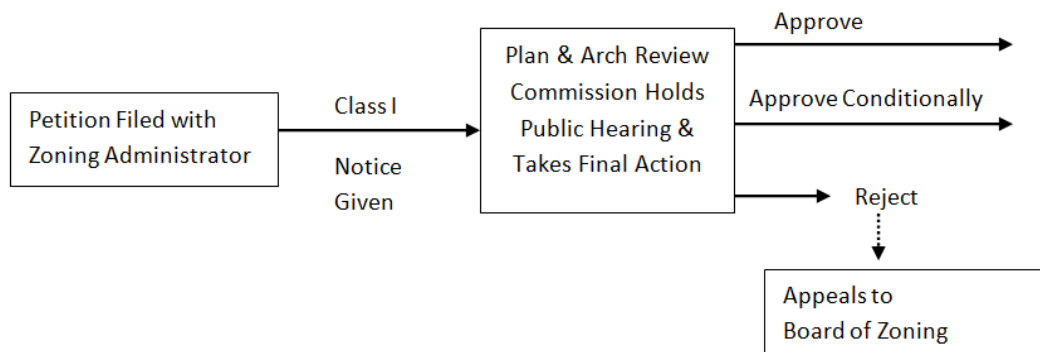 Petition Filed with
Zoning Administrator
Class I
Notice
Given
Plan & Arch Review
Commission Holds
Public Hearing &
Takes Final Action
Approve
Approve Conditionally
Reject
Appeals to
Board of Zoning